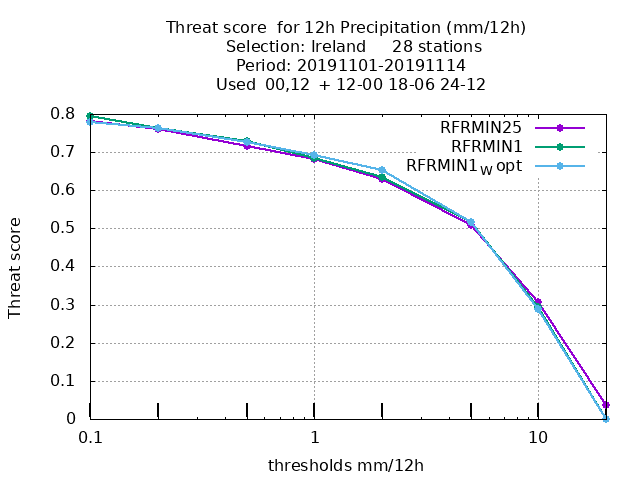 Threat score  for 12h Precipitation (mm/12h)
Selection: Ireland     28 stations
Period: 20191101-20191114
Used  00,12  + 12-00 18-06 24-12
RFRMIN25
RFRMIN1
RFRMIN1w opt
0.8
0.7
0.6
0.5
0.4
0.3
0.2
0.1
0
Threat score
0.1 1 10
thresholds mm/12h